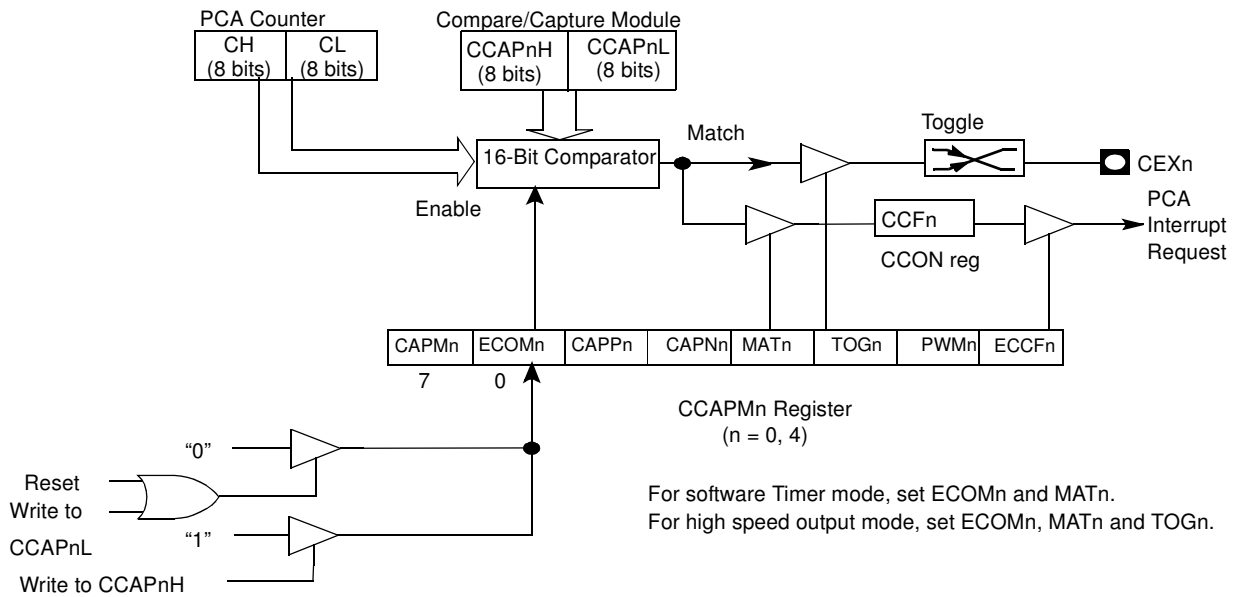 PCA Counter
CH
(8 bits)
CL
(8 bits)
Compare/Capture Module
CCAPnH
(8 bits)
CCAPnL
(8 bits)
16-Bit Comparator
Match
Toggle
CEXn
Enable
CCFn
CCON reg
PCA
Interrupt
Request
CAPMn ECOMn CAPPn CAPNn MATn TOGn PWMn ECCFn
7 0
CCAPMn Register
(n = 0, 4)
“0”
Reset
Write to
CCAPnL
“1”
Write to CCAPnH
For software Timer mode, set ECOMn and MATn.
For high speed output mode, set ECOMn, MATn and TOGn.